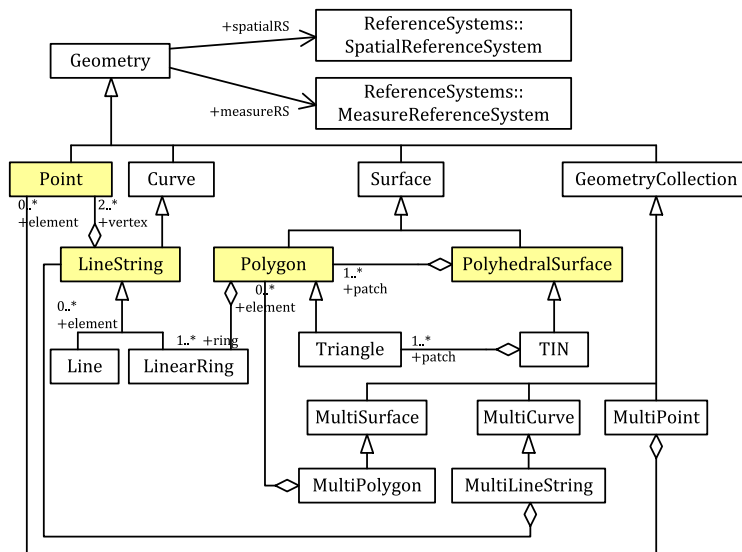 +spatialRS
ReferenceSystems::
SpatialReferenceSystem
Geometry
ReferenceSystems::
MeasureReferenceSystem
+measureRS
Point
Curve
Surface
GeometryCollection
0..*
+element
2..*
+vertex
LineString
Polygon
1..*
+patch
PolyhedralSurface
0..*
+element
0..*
+element
1..* +ring
Line
LinearRing
Triangle
1..*
+patch
TIN
MultiSurface
MultiCurve
MultiPoint
MultiPolygon
MultiLineString